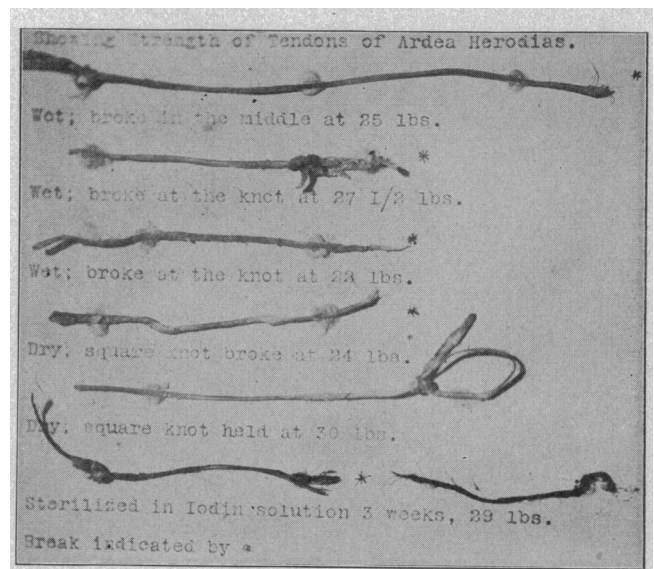 Showing Strength of Tendons of Ardea Herodias.
*
Wet; broke in the middle at 25 lbs.
*
Wet; broke at the knot at 27 1/2 lbs.
*
Wet; broke at the knot at lbs.
*
Dry; square knot broke at 24 lbs.
Dry; square knot held at 30 lbs.
*
Sterilized in Iodin solution 3 weeks, 29 lbs.
Break indicated by *